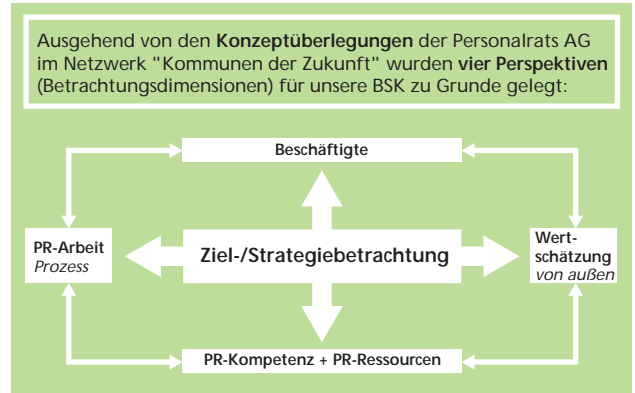 Ausgehend von den Konzeptüberlegungen der Personalrats AG
im Netzwerk "Kommunen der Zukunft" wurden vier Perspektiven
(Betrachtungsdimensionen) für unsere BSK zu Grunde gelegt:
Beschäftigte
PR-Arbeit
Prozess
Ziel-/Strategiebetrachtung
Wert-
schätzung
von außen
PR-Kompetenz + PR-Ressourcen